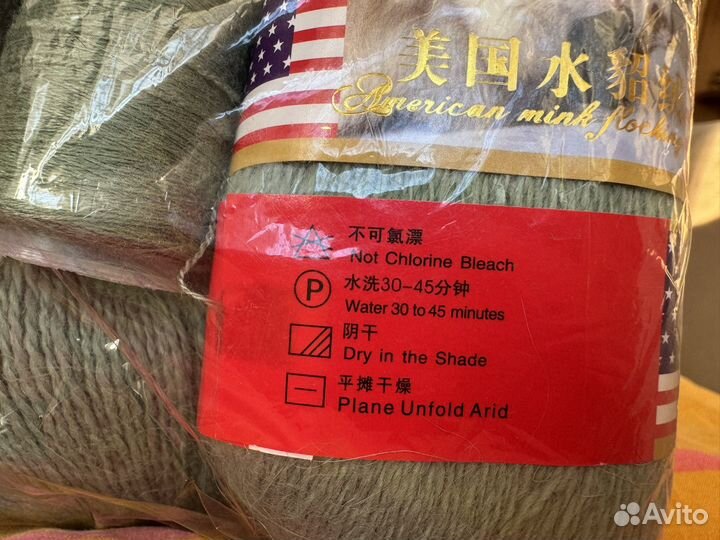 美国水貂绒
American mink flocking
不可氯漂
Not Chlorine Bleach
P
水洗30-45分钟
Water 30 to 45 minutes
阴干
Dry in the Shade
平摊干燥
Plane Unfold Arid
Avito